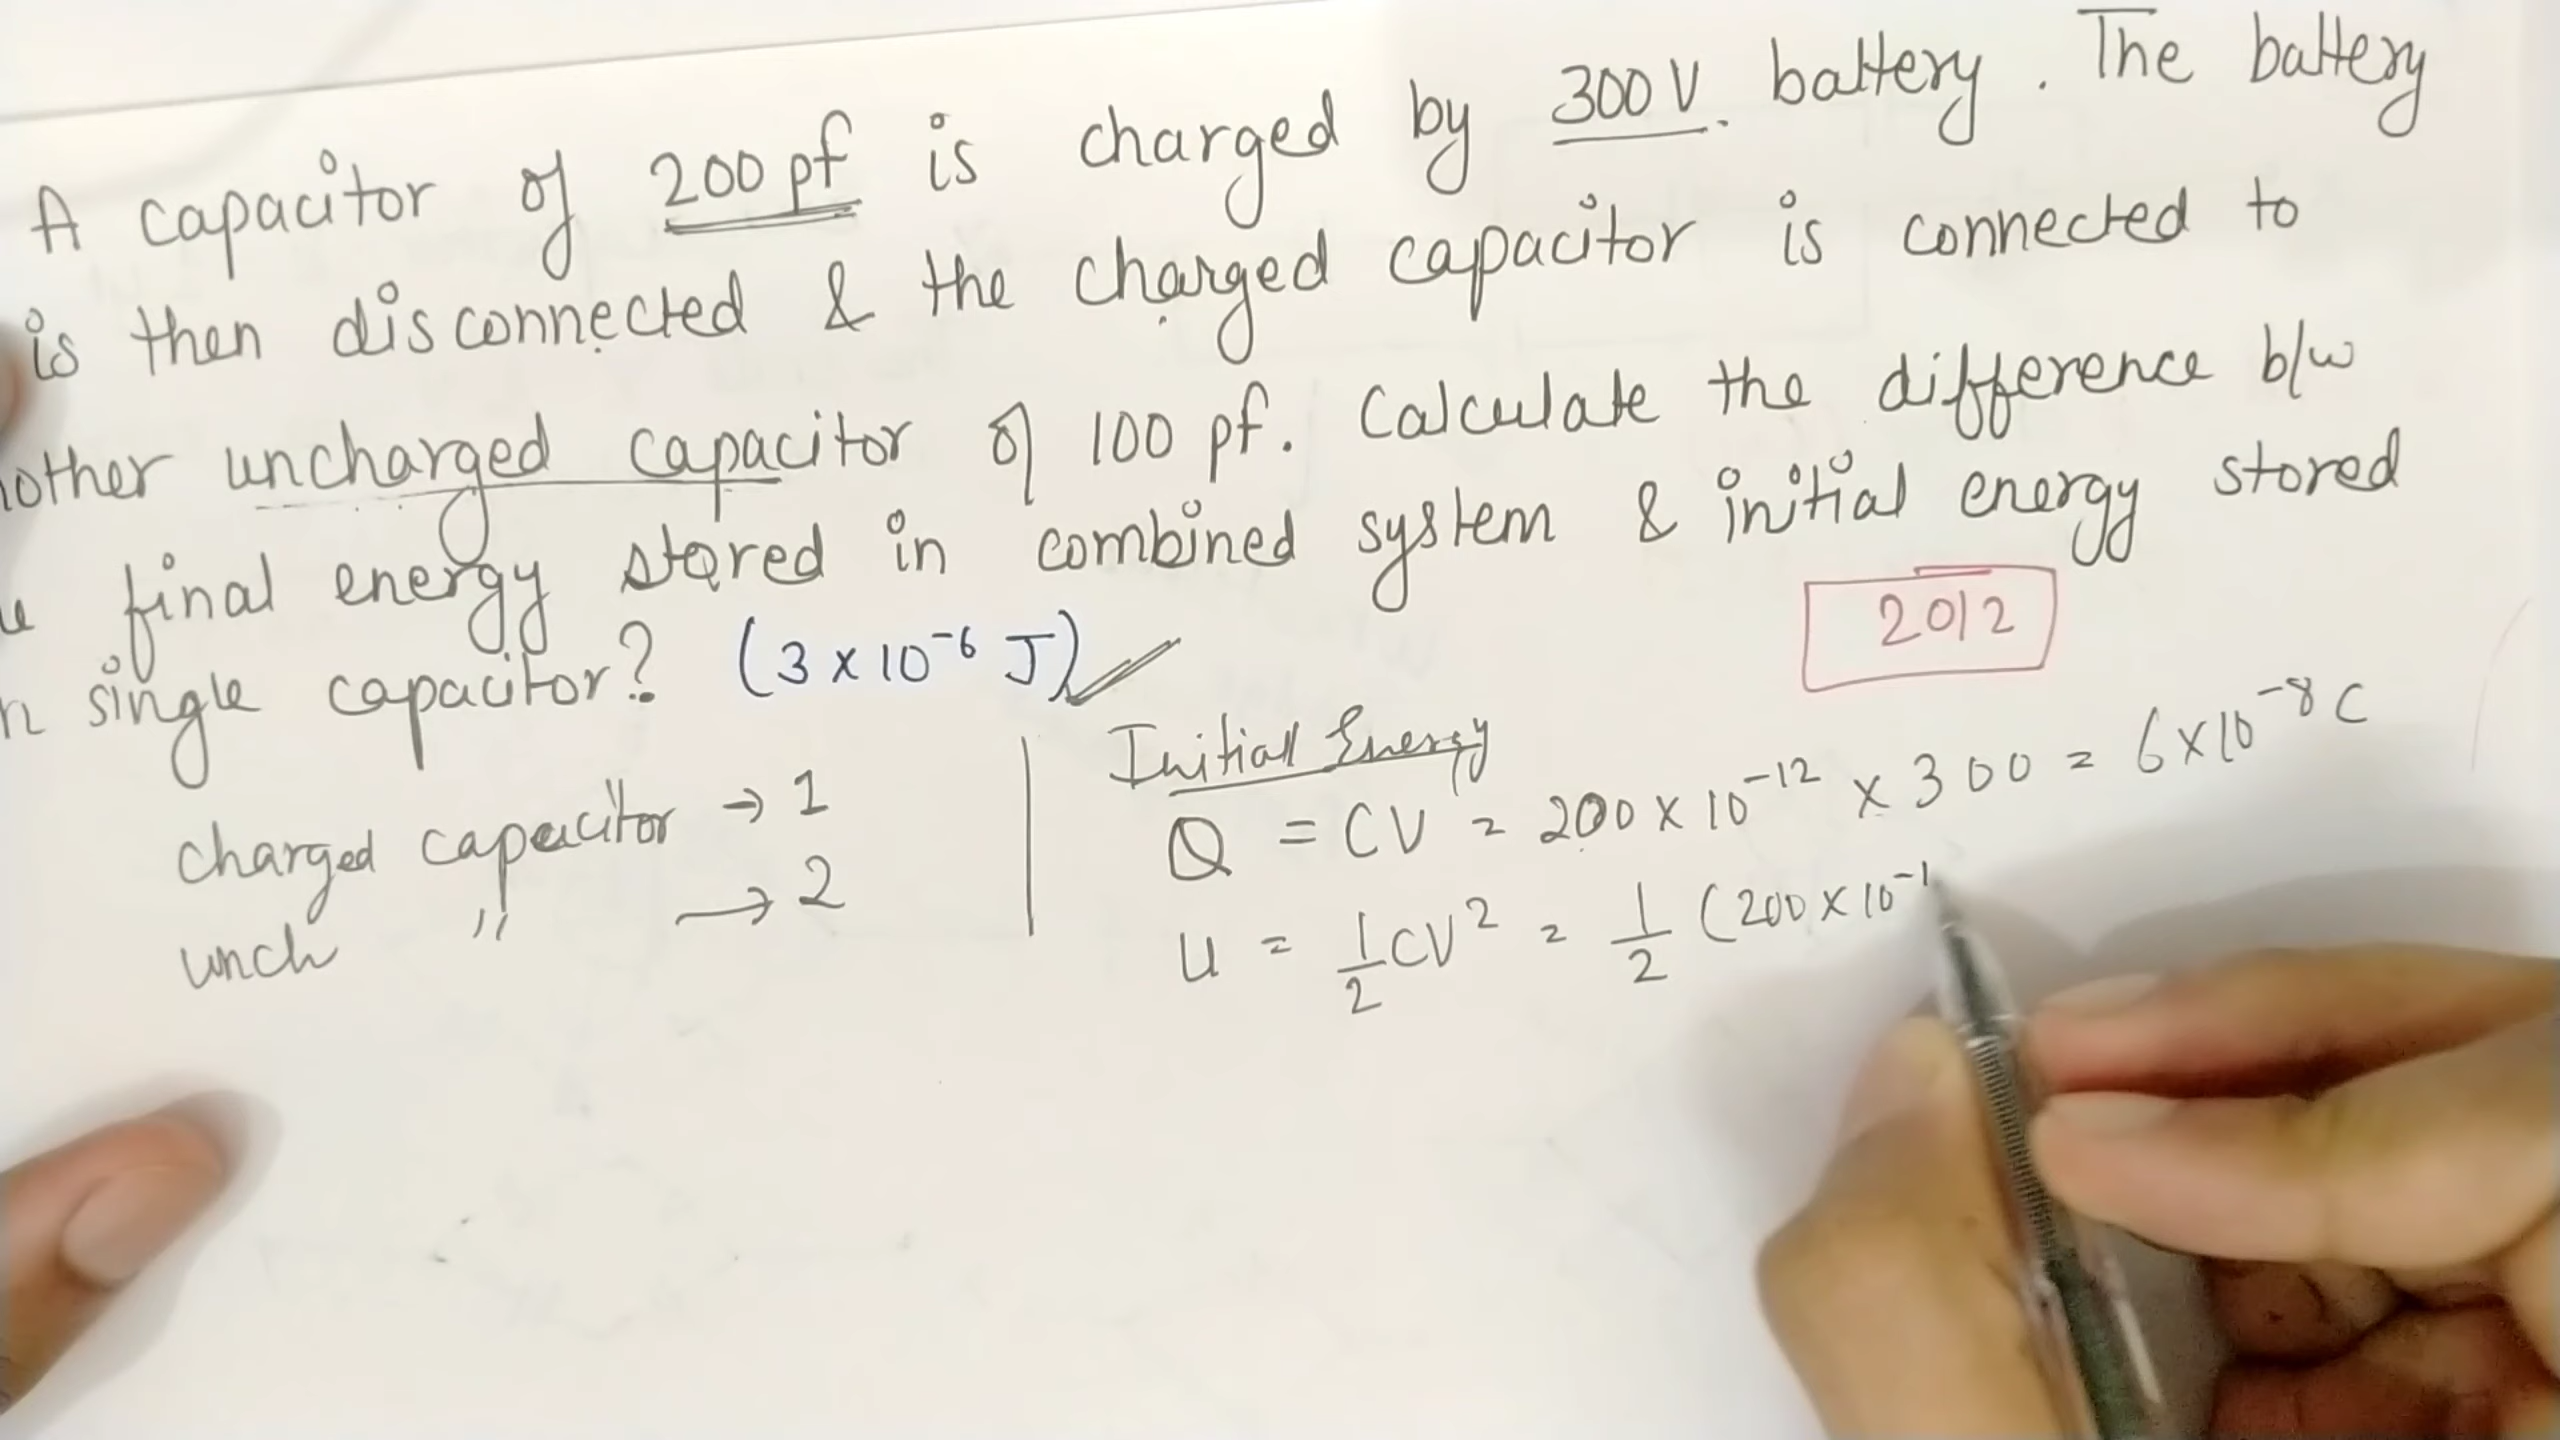 A capacitor of 200 pf is charged by 300 V. battery. The battery
is then disconnected & the charged capacitor is connected to
nother uncharged capacitor of 100 pf. Calculate the difference b/w
final energy stored in combined system & initial energy stored
n single capacitor? (3 x 10⁻⁶ J)
2012
charged capacitor → 1
unch " → 2
Initial Energy
Q = CV = 200 x 10⁻¹² x 300 = 6 x 10⁻⁸ C
U = 1/2 CV² = 1/2 (200 x 10⁻¹